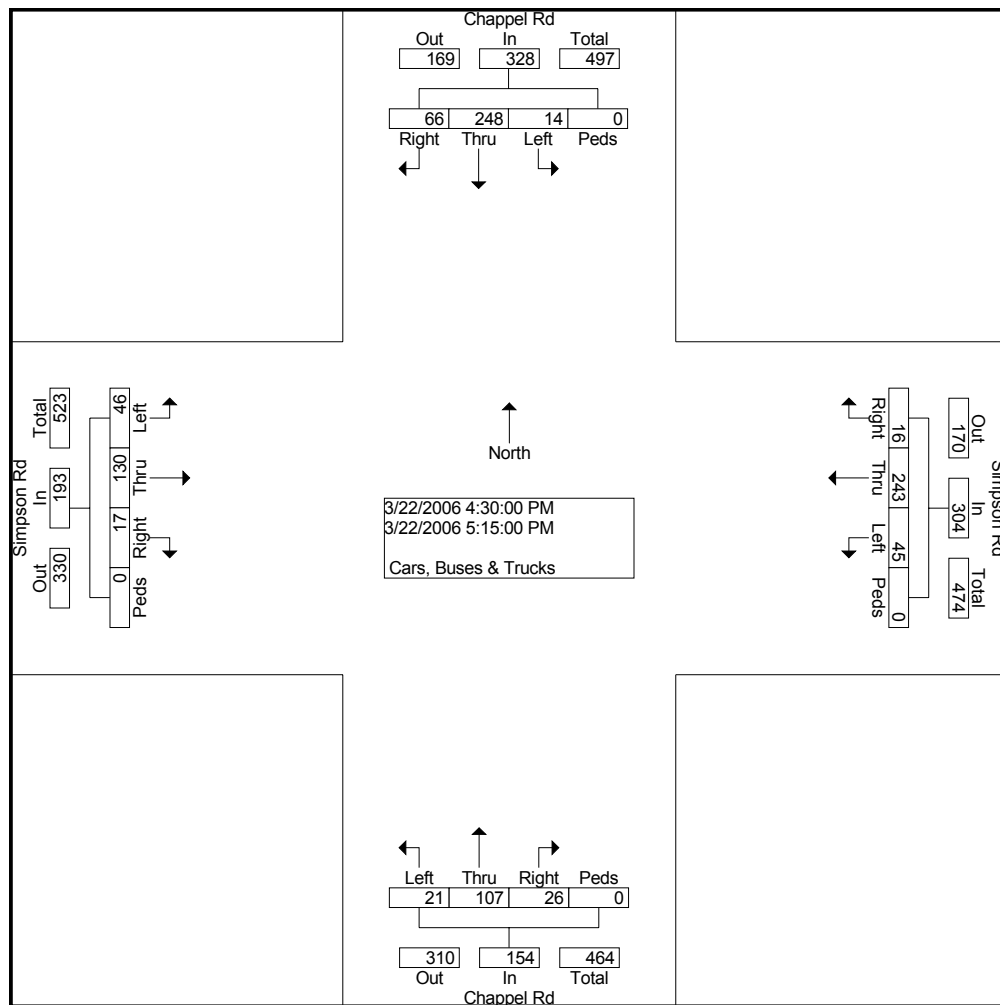 Chappel Rd
Out In Total
169 328 497
66 248 14 0
Right Thru Left Peds
Simpson Rd
Total In Out
523 193 330
46 130 17 0
Left Thru Right Peds
North
3/22/2006 4:30:00 PM
3/22/2006 5:15:00 PM
Cars, Buses & Trucks
Right Thru Left Peds
16 243 45 0
Out In Total
170 304 474
Simpson Rd
Left Thru Right Peds
21 107 26 0
310 154 464
Out In Total
Chappel Rd